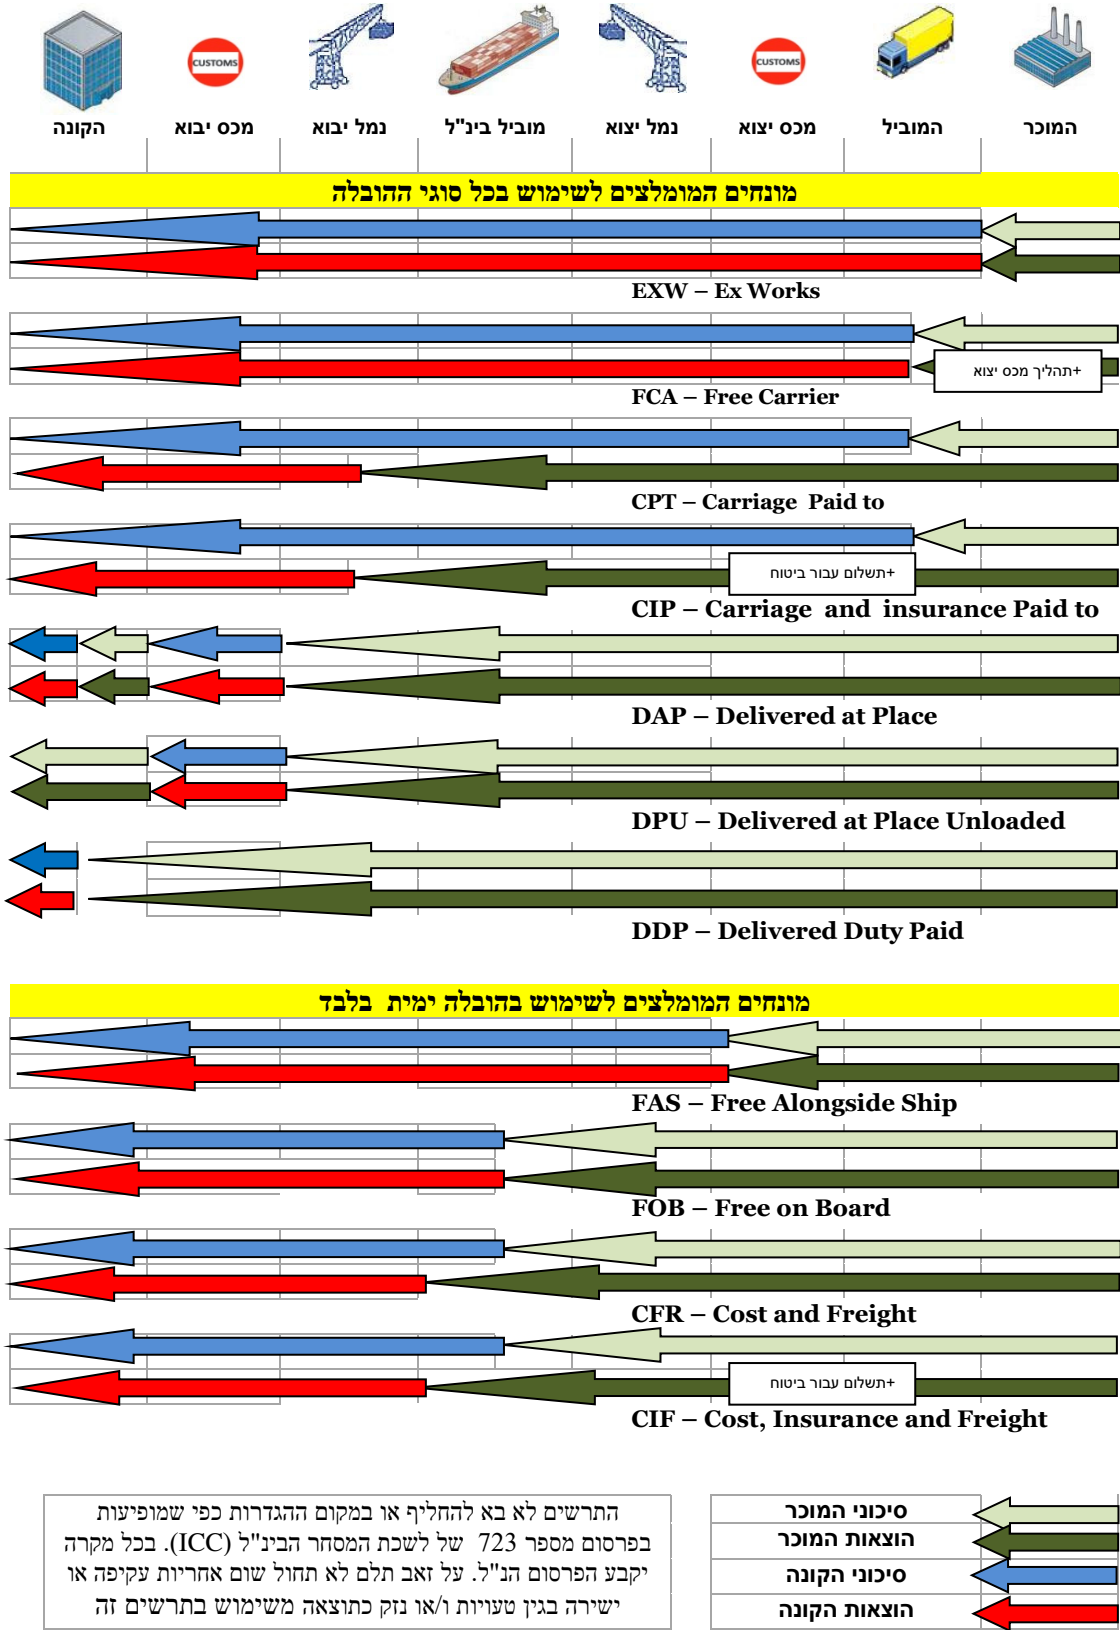 CUSTOMS
CUSTOMS
המוכר
המוביל
מכס יצוא
נמל יצוא
מוביל בינ"ל
נמל יבוא
מכס יבוא
הקונה
מונחים המומלצים לשימוש בכל סוגי ההובלה
EXW – Ex Works
+תהליך מכס יצוא
FCA – Free Carrier
CPT – Carriage Paid to
+תשלום עבור ביטוח
CIP – Carriage and insurance Paid to
DAP – Delivered at Place
DPU – Delivered at Place Unloaded
DDP – Delivered Duty Paid
מונחים המומלצים לשימוש בהובלה ימית בלבד
FAS – Free Alongside Ship
FOB – Free on Board
CFR – Cost and Freight
+תשלום עבור ביטוח
CIF – Cost, Insurance and Freight
סיכוני המוכר
הוצאות המוכר
סיכוני הקונה
הוצאות הקונה
התרשים לא בא להחליף או במקום ההגדרות כפי שמופיעות
בפרסום מספר 723 של לשכת המסחר הבינ"ל (ICC). בכל מקרה
יקבע הפרסום הנ"ל. על זאב תלם לא תחול שום אחריות עקיפה או
ישירה בגין טעויות ו/או נזק כתוצאה משימוש בתרשים זה